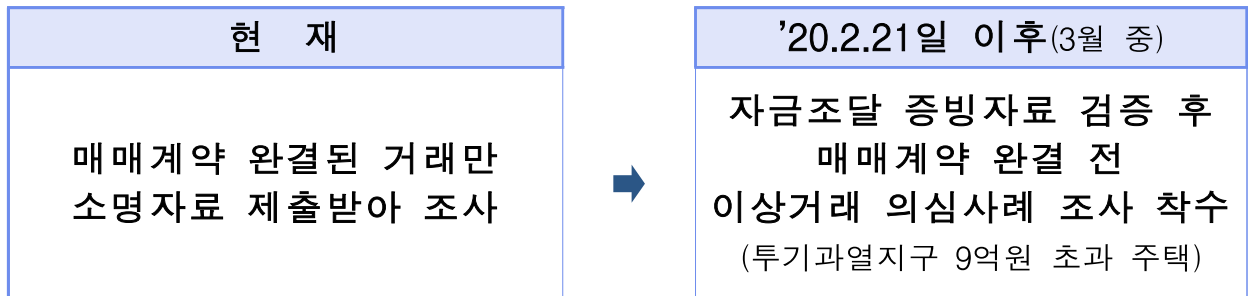 현 재
매매계약 완결된 거래만
소명자료 제출받아 조사
’20.2.21일 이후(3월 중)
자금조달 증빙자료 검증 후
매매계약 완결 전
이상거래 의심사례 조사 착수
(투기과열지구 9억원 초과 주택)